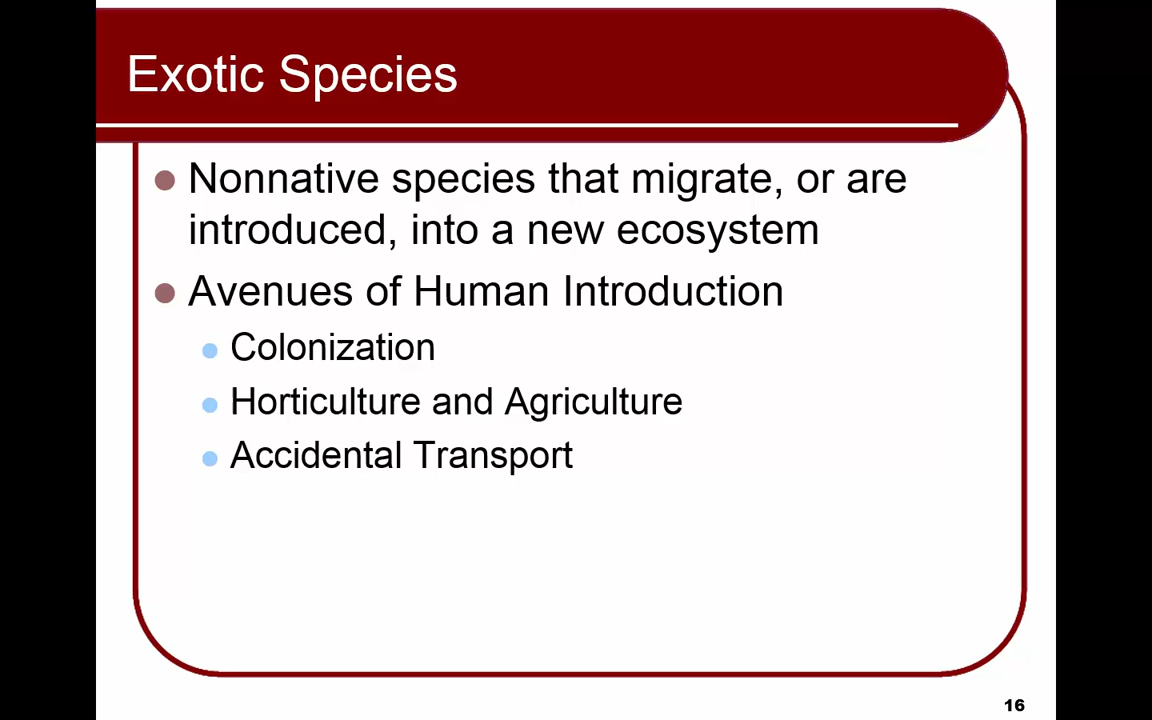 Exotic Species
Nonnative species that migrate, or are
introduced, into a new ecosystem
Avenues of Human Introduction
Colonization
Horticulture and Agriculture
Accidental Transport
16